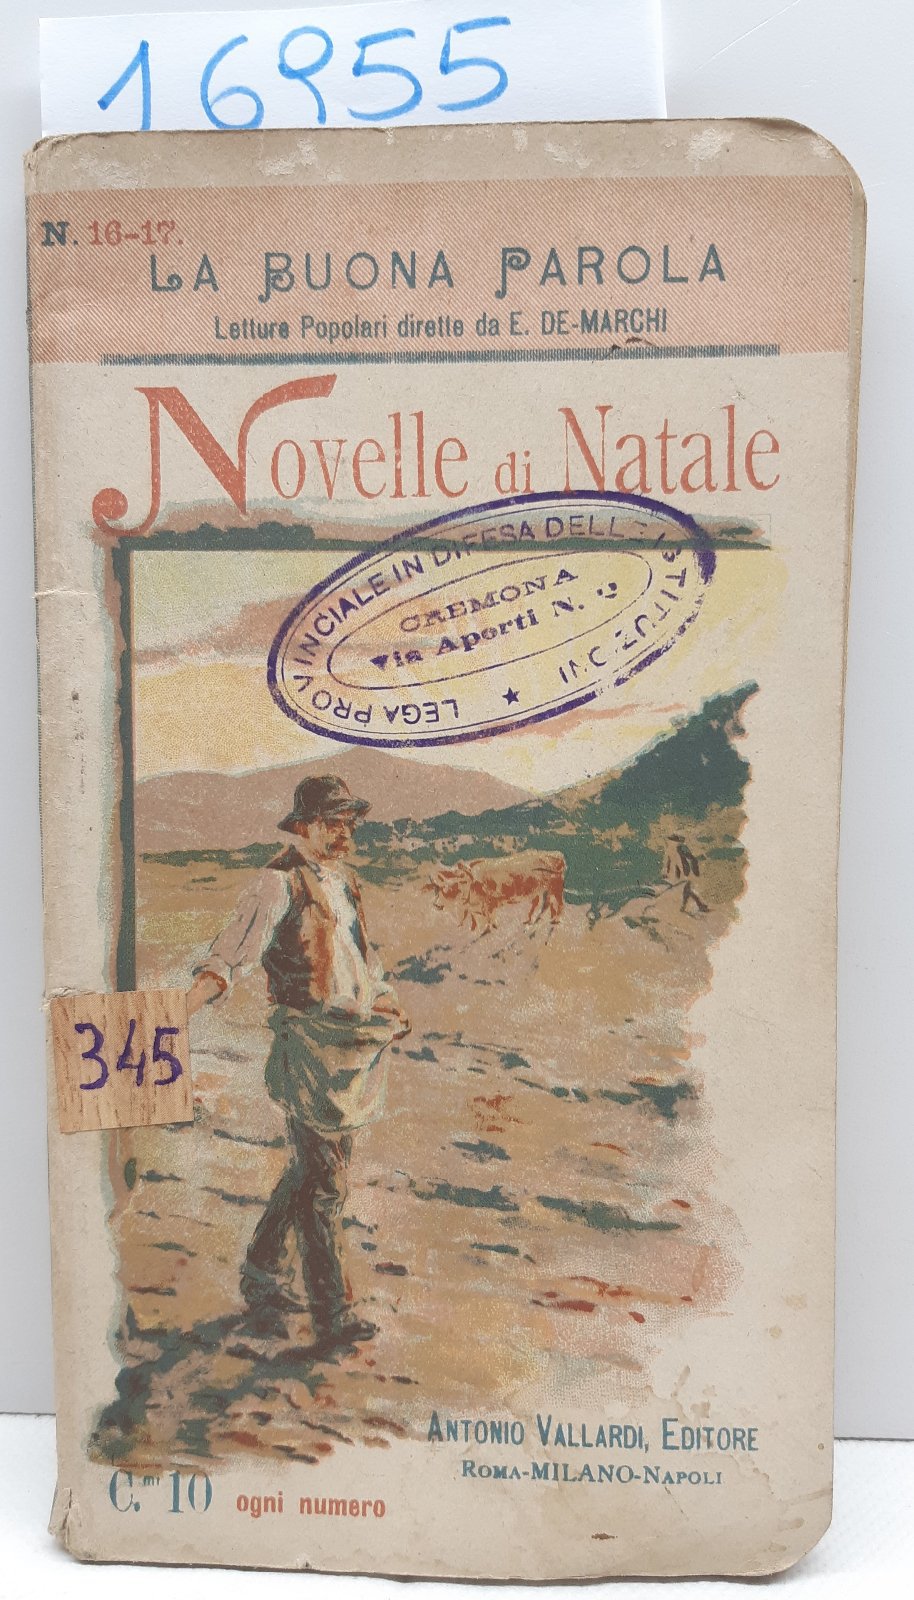 16955
N. 16-17.
LA BUONA PAROLA
Letture Popolari dirette da E. DE-MARCHI
Novelle di Natale
LEGA PROVINCIALE IN DIFESA DELL ISTITUZIONI
CREMONA
Via Aporti N.
345
ANTONIO VALLARDI, EDITORE
ROMA-MILANO-NAPOLI
C.mi 10 ogni numero